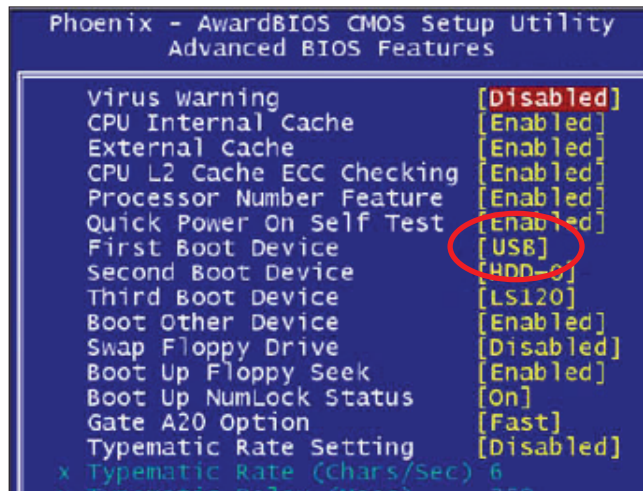 Phoenix - AwardBIOS CMOS Setup Utility
Advanced BIOS Features
Virus Warning [Disabled]
CPU Internal Cache [Enabled]
External Cache [Enabled]
CPU L2 Cache ECC Checking [Enabled]
Processor Number Feature [Enabled]
Quick Power On Self Test [Enabled]
First Boot Device [USB]
Second Boot Device [HDD-0]
Third Boot Device [LS120]
Boot Other Device [Enabled]
Swap Floppy Drive [Disabled]
Boot Up Floppy Seek [Enabled]
Boot Up NumLock Status [On]
Gate A20 Option [Fast]
Typematic Rate Setting [Disabled]
x Typematic Rate (Chars/Sec) 6